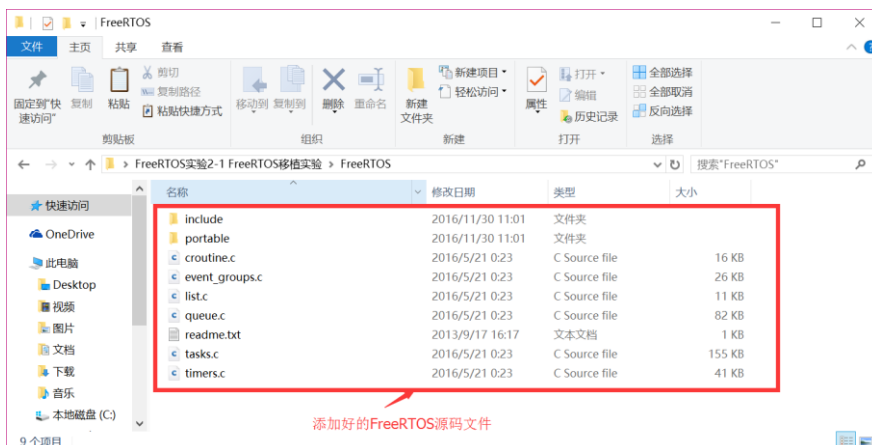 FreeRTOS
文件 主页 共享 查看
固定到"快速访问" 复制 粘贴 剪切 复制路径 粘贴快捷方式
移动到 复制到 删除 重命名
新建文件夹 新建项目 轻松访问
属性 打开 编辑 历史记录
全部选择 全部取消 反向选择
剪贴板 组织 新建 打开 选择
FreeRTOS实验2-1 FreeRTOS移植实验 > FreeRTOS 搜索"FreeRTOS"
名称 修改日期 类型 大小
快速访问
OneDrive
此电脑
Desktop
视频
图片
文档
下载
音乐
本地磁盘 (C:)
include 2016/11/30 11:01 文件夹
portable 2016/11/30 11:01 文件夹
croutine.c 2016/5/21 0:23 C Source file 16 KB
event_groups.c 2016/5/21 0:23 C Source file 26 KB
list.c 2016/5/21 0:23 C Source file 11 KB
queue.c 2016/5/21 0:23 C Source file 82 KB
readme.txt 2013/9/17 16:17 文本文档 1 KB
tasks.c 2016/5/21 0:23 C Source file 155 KB
timers.c 2016/5/21 0:23 C Source file 41 KB
添加好的FreeRTOS源码文件
9 个项目